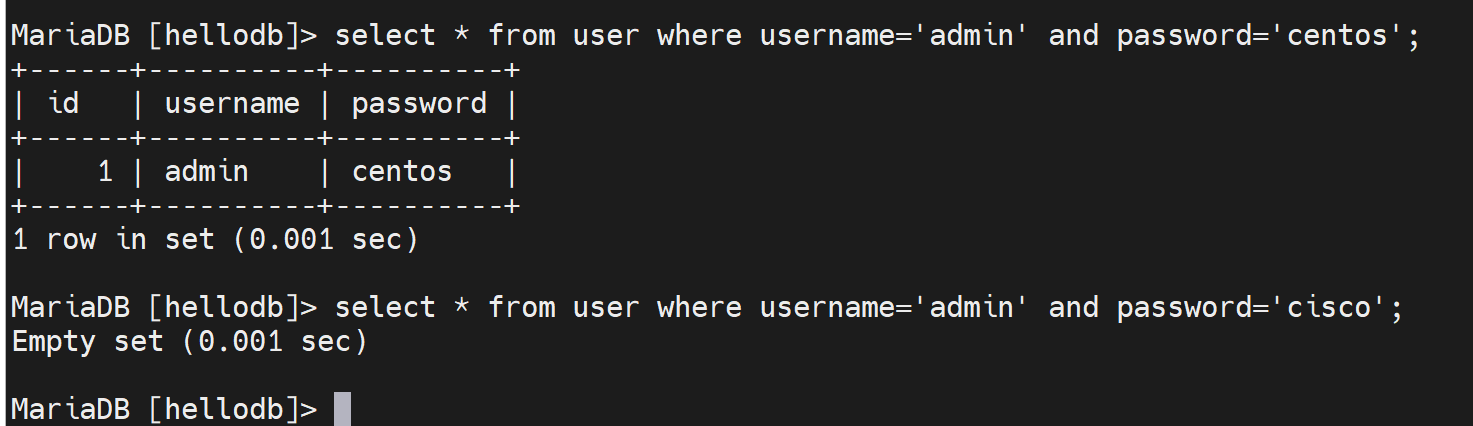 MariaDB [hellodb]> select * from user where username='admin' and password='centos';
+------+----------+----------+
| id   | username | password |
+------+----------+----------+
|    1 | admin    | centos   |
+------+----------+----------+
1 row in set (0.001 sec)
MariaDB [hellodb]> select * from user where username='admin' and password='cisco';
Empty set (0.001 sec)
MariaDB [hellodb]>